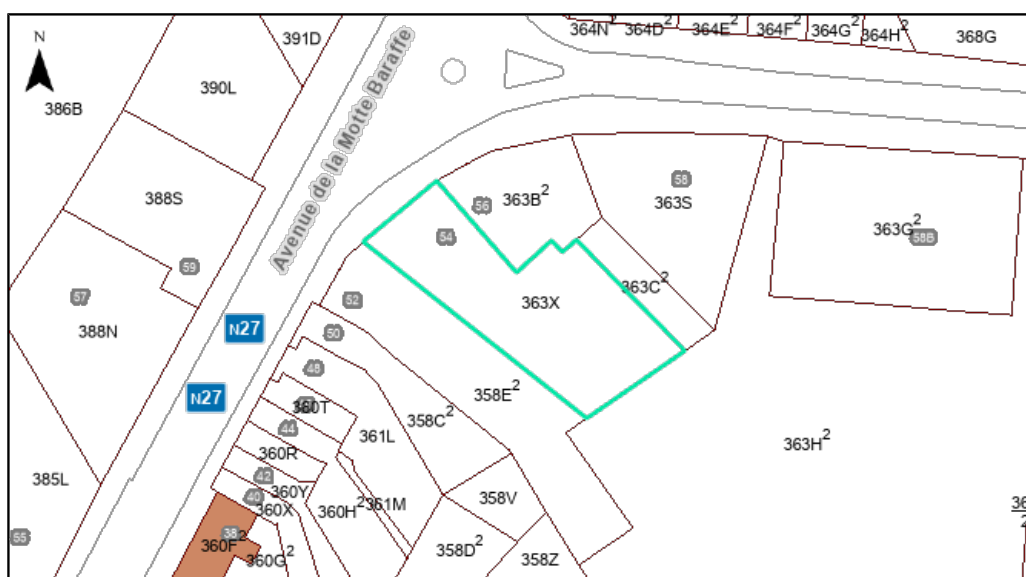 N
391D
364N²
364D²
364E²
364F²
364G²
364H²
368G
390L
386B
Avenue de la Motte Baraffe
388S
59
57
388N
58
363S
56
363B²
54
363G²
58B
363X
363C²
52
N27
50
48
N27
360T
44
358E²
358C²
361L
360R
363H²
42
360Y
385L
40
360X
360H²
361M
358V
38
360F²
55
360G²
358D²
358Z